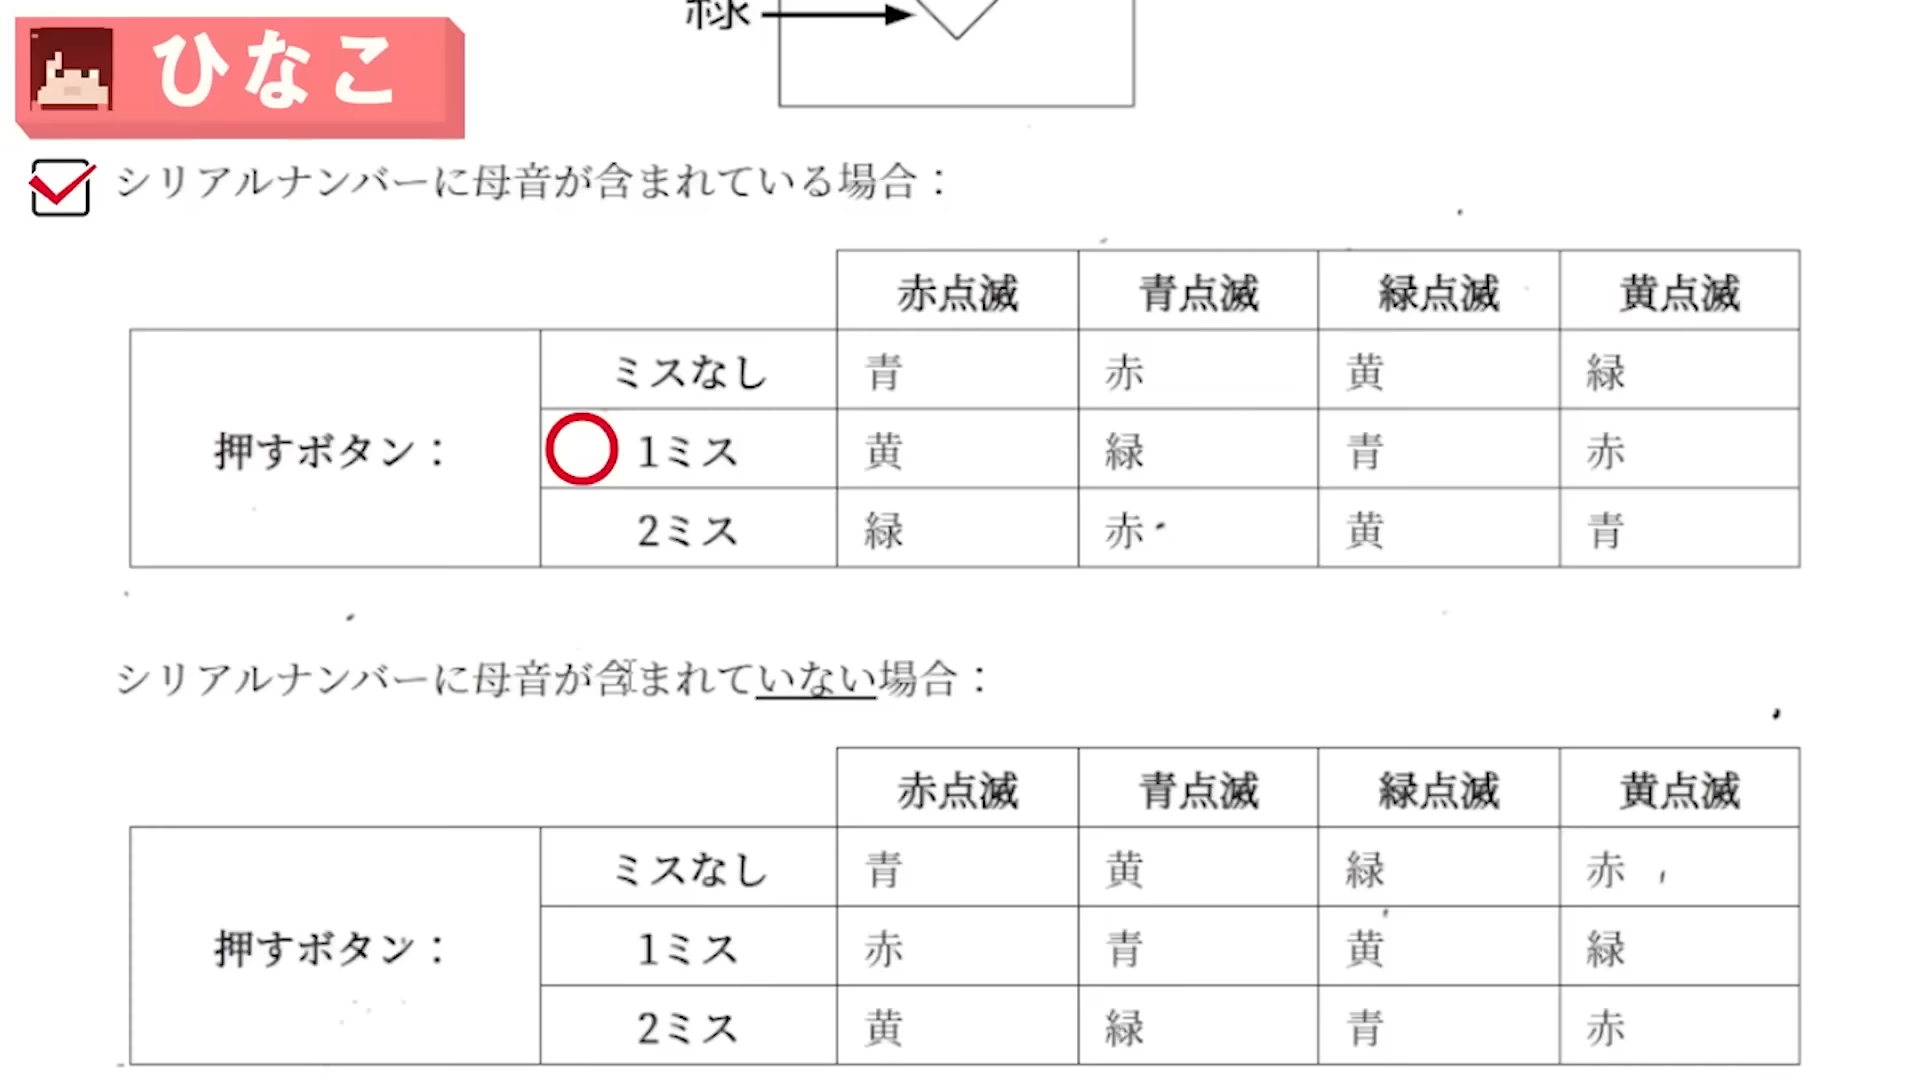 緑
ひなこ
シリアルナンバーに母音が含まれている場合：
赤点滅 青点滅 緑点滅 黄点滅
押すボタン：
ミスなし 青 赤 黄 緑
1ミス 黄 緑 青 赤
2ミス 緑 赤 黄 青
シリアルナンバーに母音が含まれていない場合：
赤点滅 青点滅 緑点滅 黄点滅
押すボタン：
ミスなし 青 黄 緑 赤
1ミス 赤 青 黄 緑
2ミス 黄 緑 青 赤